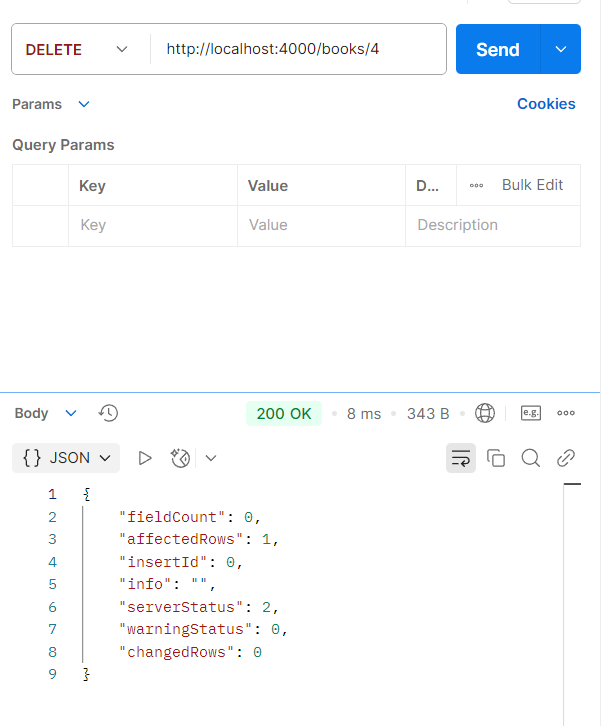 DELETE http://localhost:4000/books/4 Send
Params Cookies
Query Params
Key Value D... Bulk Edit
Key Value Description
Body 200 OK 8 ms 343 B e.g.
{} JSON
1 {
2 "fieldCount": 0,
3 "affectedRows": 1,
4 "insertId": 0,
5 "info": "",
6 "serverStatus": 2,
7 "warningStatus": 0,
8 "changedRows": 0
9 }